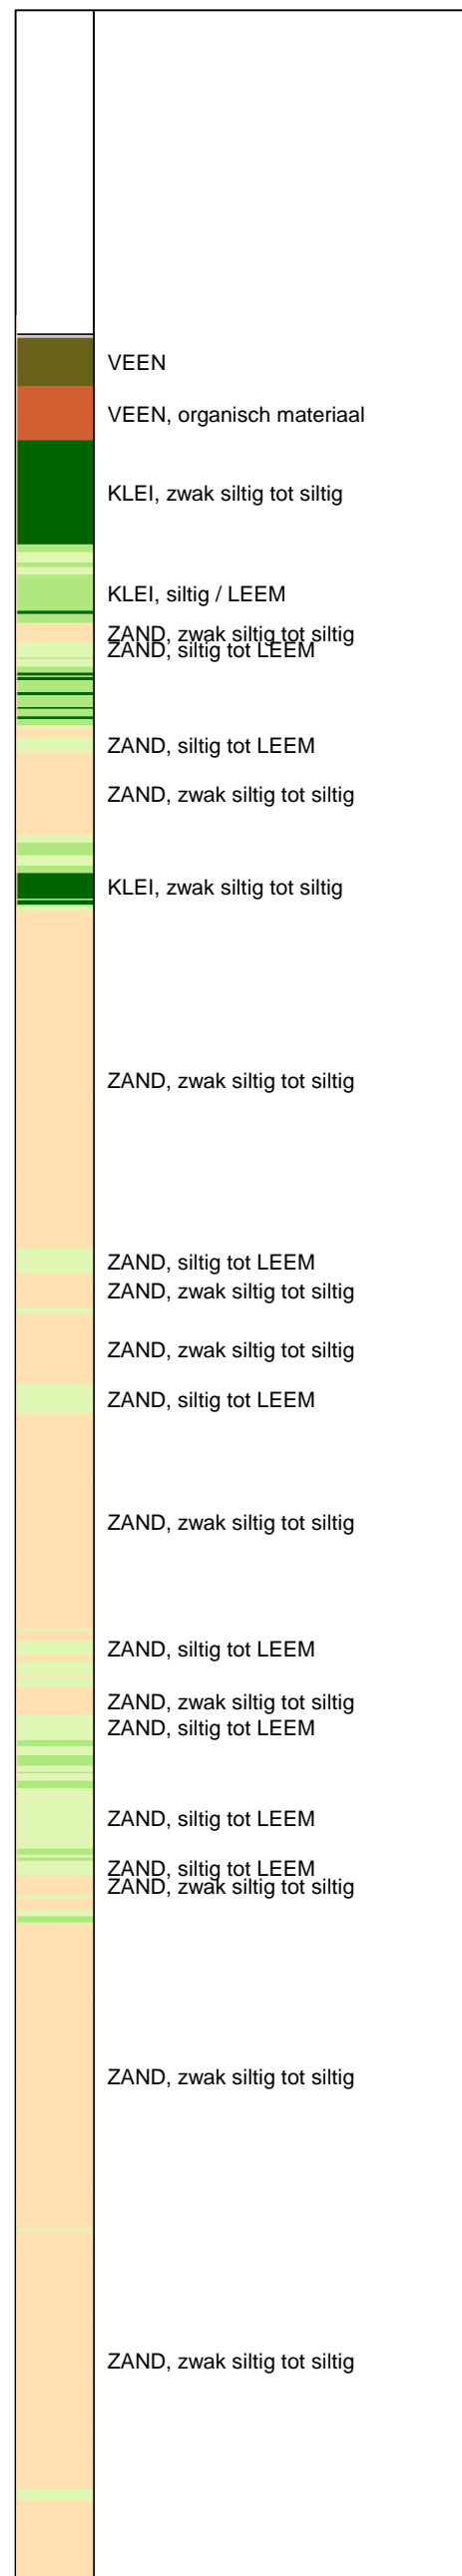 VEEN
VEEN, organisch materiaal
KLEI, zwak siltig tot siltig
KLEI, siltig / LEEM
ZAND, zwak siltig tot siltig
ZAND, siltig tot LEEM
ZAND, siltig tot LEEM
ZAND, zwak siltig tot siltig
KLEI, zwak siltig tot siltig
ZAND, zwak siltig tot siltig
ZAND, siltig tot LEEM
ZAND, zwak siltig tot siltig
ZAND, zwak siltig tot siltig
ZAND, siltig tot LEEM
ZAND, zwak siltig tot siltig
ZAND, siltig tot LEEM
ZAND, zwak siltig tot siltig
ZAND, siltig tot LEEM
ZAND, siltig tot LEEM
ZAND, siltig tot LEEM
ZAND, zwak siltig tot siltig
ZAND, zwak siltig tot siltig
ZAND, zwak siltig tot siltig